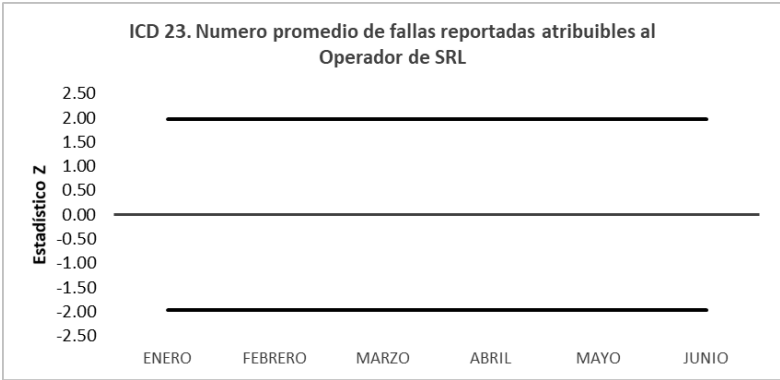 ICD 23. Numero promedio de fallas reportadas atribuibles al
Operador de SRL
Estadístico Z
2.50
2.00
1.50
1.00
0.50
0.00
-0.50
-1.00
-1.50
-2.00
-2.50
ENERO FEBRERO MARZO ABRIL MAYO JUNIO